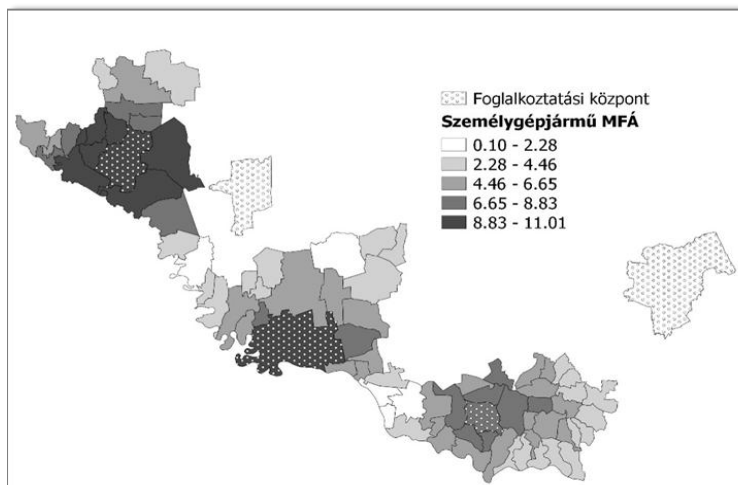 Foglalkoztatási központ
Személygépjármű MFÁ
0.10 - 2.28
2.28 - 4.46
4.46 - 6.65
6.65 - 8.83
8.83 - 11.01